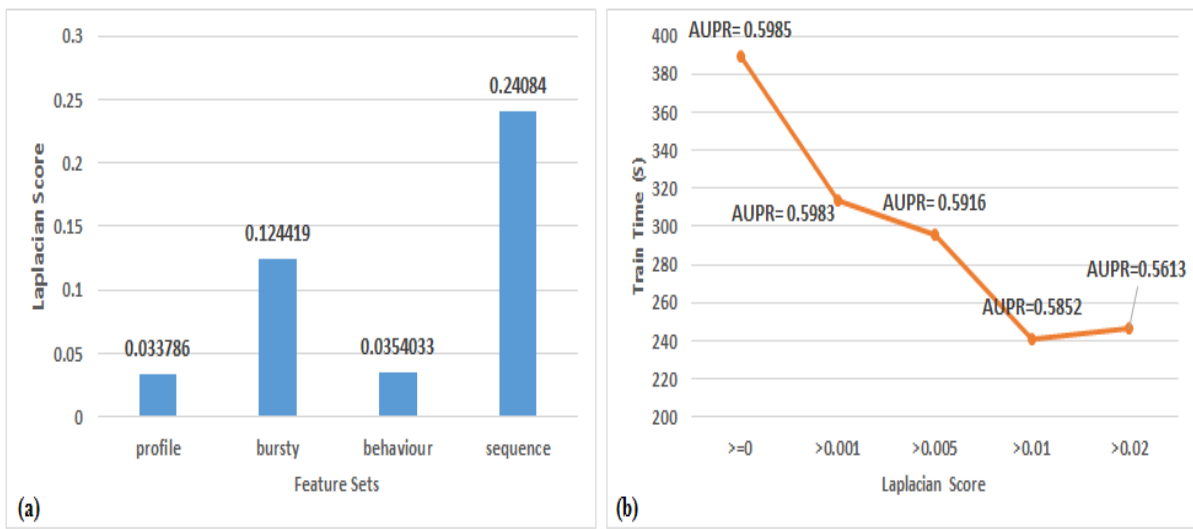 0.3
0.25
0.2
0.15
0.1
0.05
0
Laplacian Score
0.033786
0.124419
0.0354033
0.24084
profile
bursty
behaviour
sequence
Feature Sets
(a)
400
380
360
340
320
300
280
260
240
220
200
Train Time (S)
AUPR= 0.5985
AUPR= 0.5983
AUPR= 0.5916
AUPR=0.5852
AUPR=0.5613
>=0
>0.001
>0.005
>0.01
>0.02
Laplacian Score
(b)